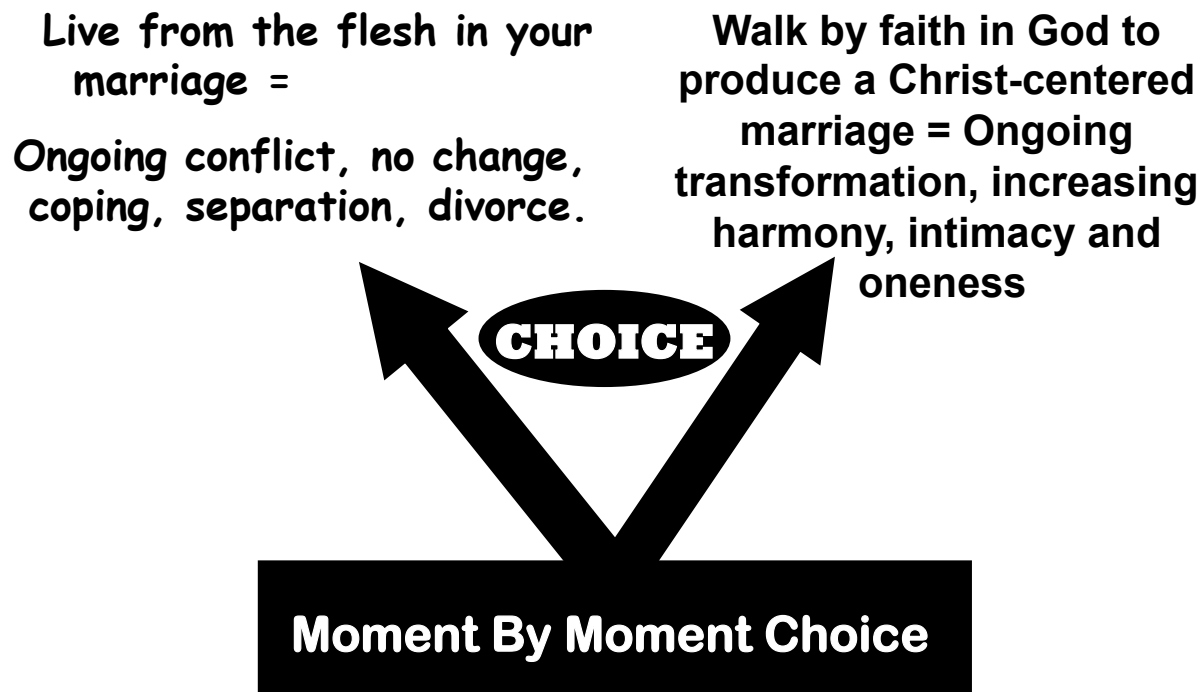 Live from the flesh in your
marriage =
Ongoing conflict, no change,
coping, separation, divorce.
Walk by faith in God to
produce a Christ-centered
marriage = Ongoing
transformation, increasing
harmony, intimacy and
oneness
CHOICE
Moment By Moment Choice